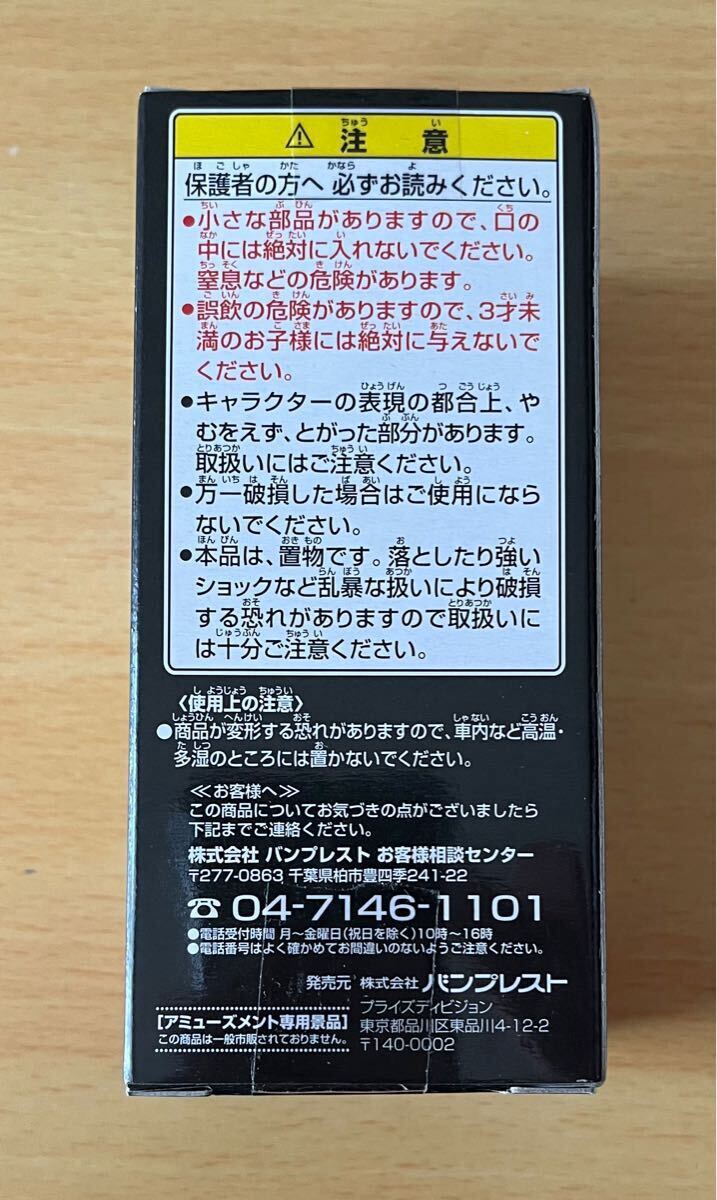 ⚠ 注意
保護者の方へ 必ずお読みください。
●小さな部品がありますので、口の
中には絶対に入れないでください。
窒息などの危険があります。
●誤飲の危険がありますので、3才未
満のお子様には絶対に与えないで
ください。
●キャラクターの表現の都合上、や
むをえず、とがった部分があります。
取扱いにはご注意ください。
●万一破損した場合はご使用になら
ないでください。
●本品は、置物です。落としたり強い
ショックなど乱暴な扱いにより破損
する恐れがありますので取扱いに
は十分ご注意ください。
〈使用上の注意〉
●商品が変形する恐れがありますので、車内など高温・
多湿のところには置かないでください。
≪お客様へ≫
この商品についてお気づきの点がございましたら
下記までご連絡ください。
株式会社 バンプレスト お客様相談センター
〒277-0863 千葉県柏市豊四季241-22
☎ 04-7146-1101
●電話受付時間 月〜金曜日(祝日を除く)10時〜16時
●電話番号はよく確かめてお間違いのないようご注意ください。
発売元 株式会社 バンプレスト
プライズディビジョン
東京都品川区東品川4-12-2
〒140-0002
【アミューズメント専用景品】
この商品は一般市販されておりません。